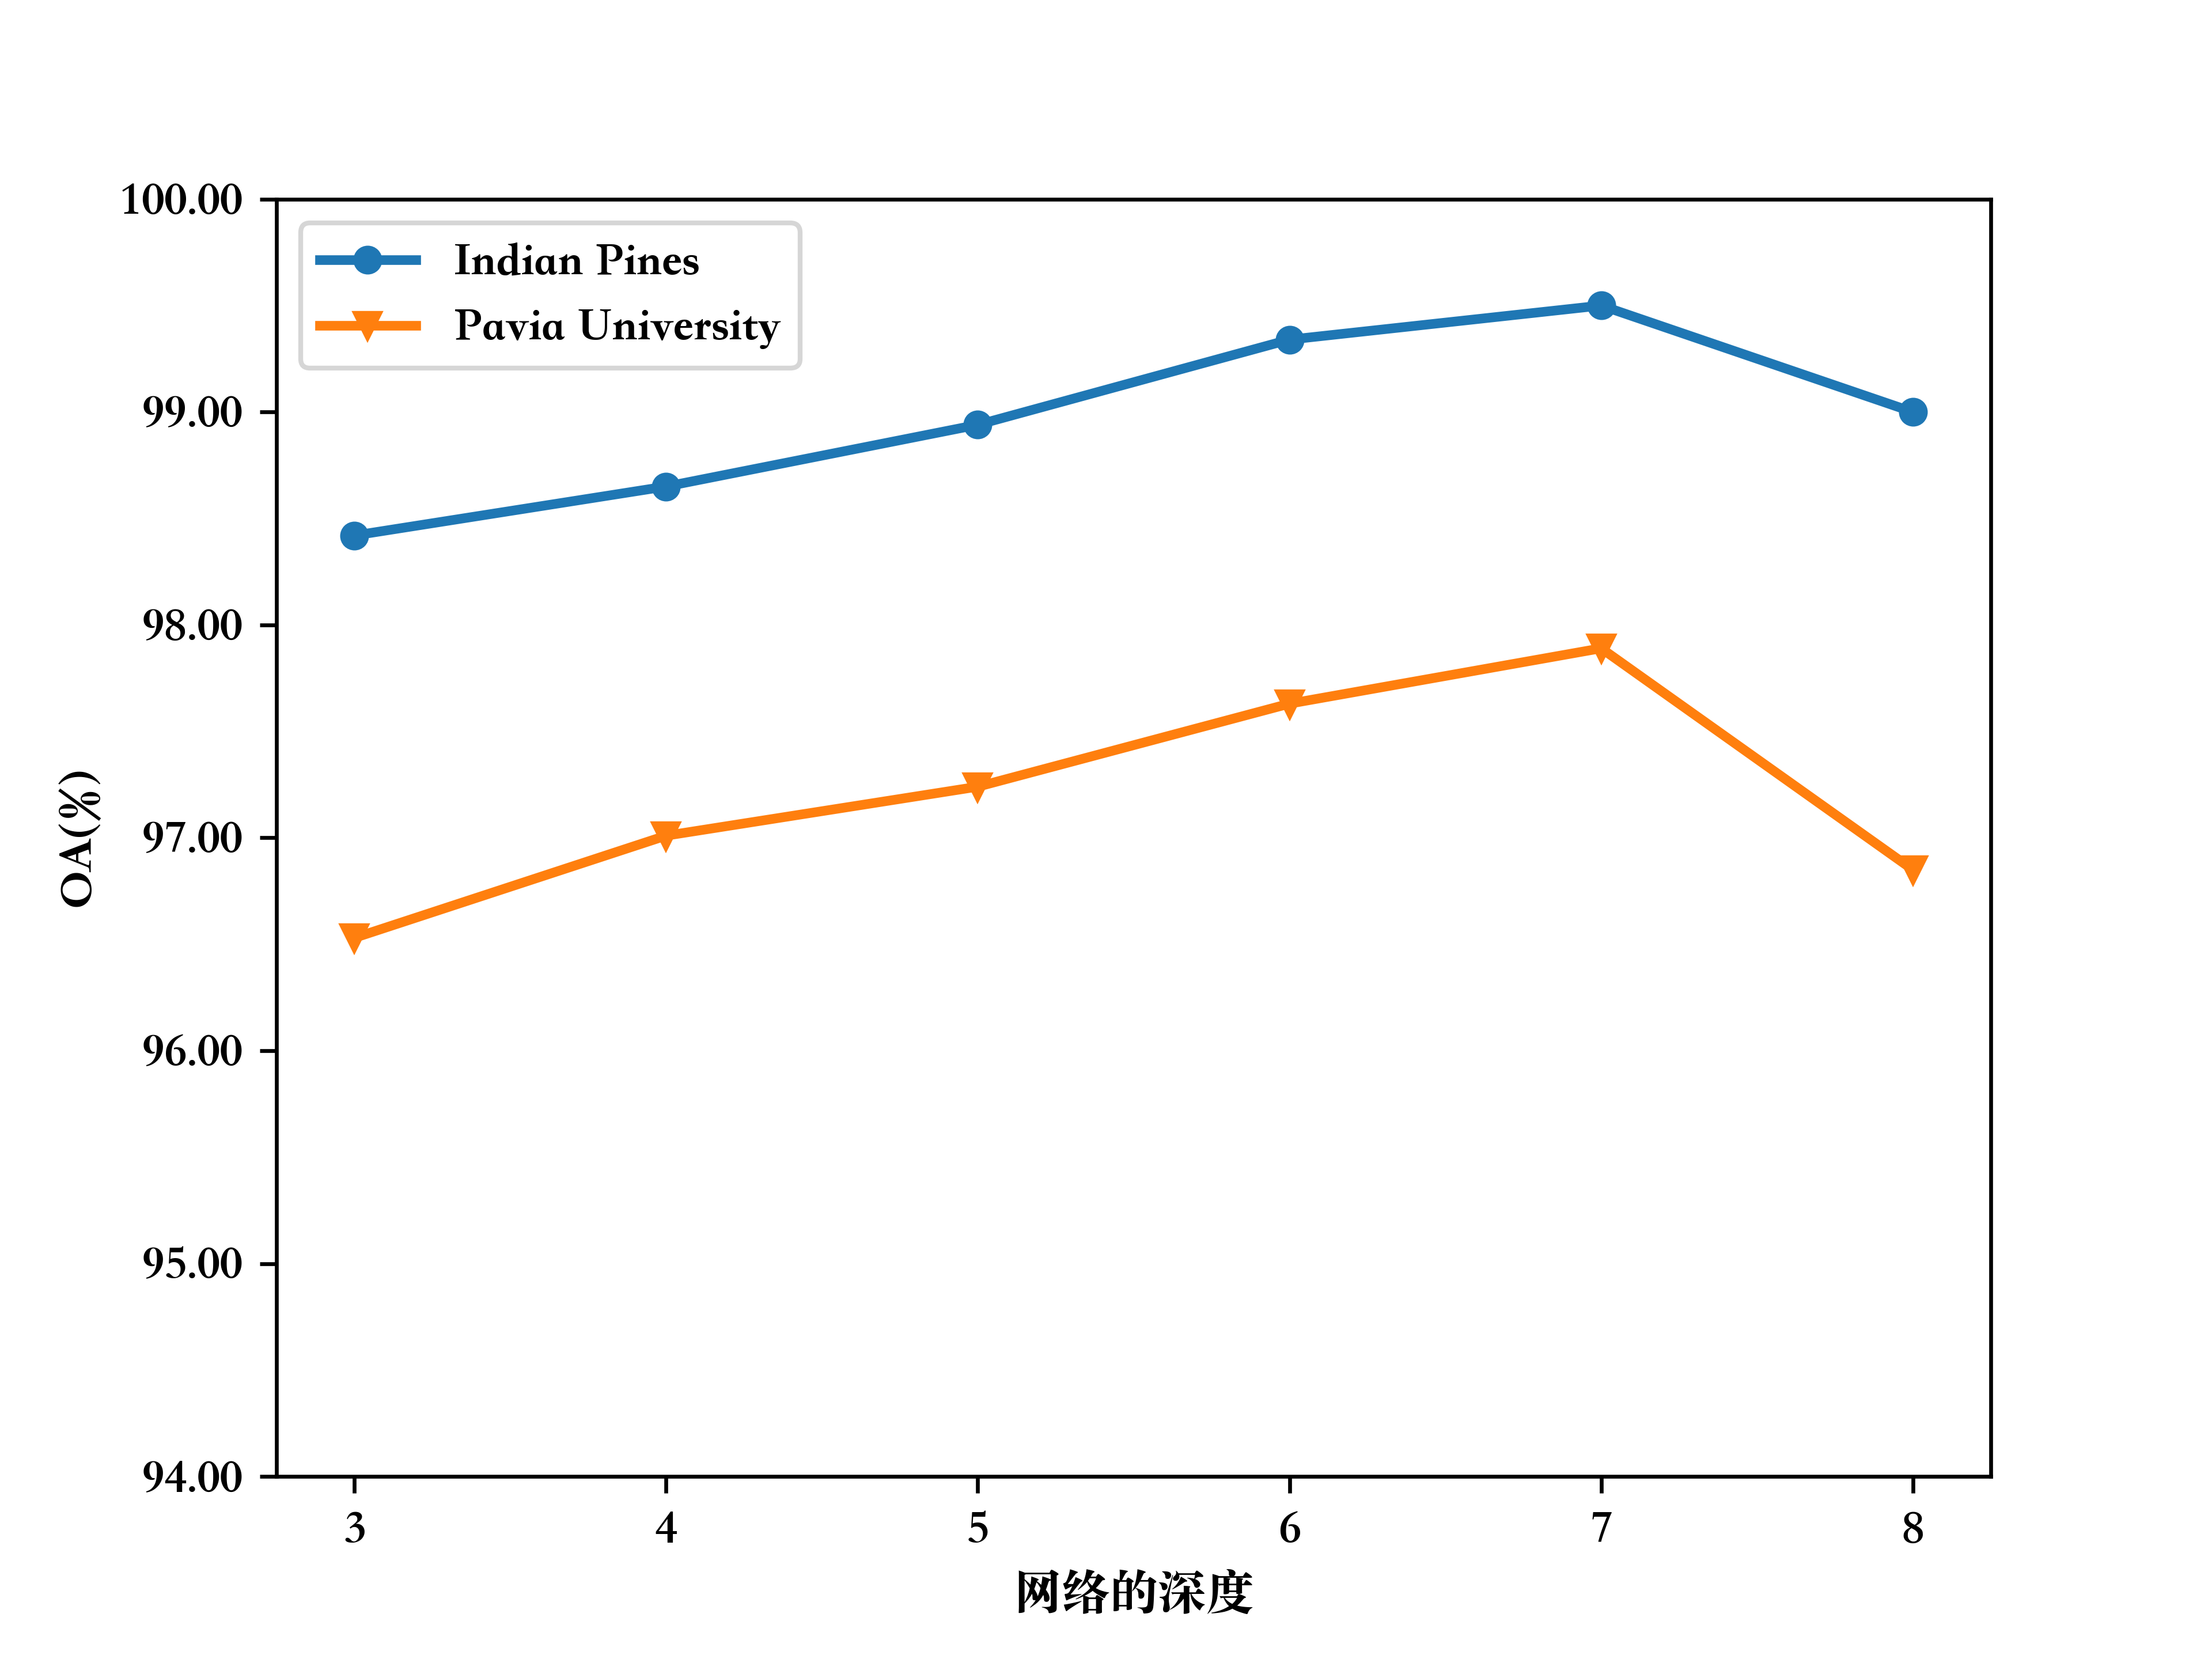 100.00
99.00
98.00
97.00
96.00
95.00
94.00
OA(%)
Indian Pines
Pavia University
3 4 5 6 7 8
网络的深度